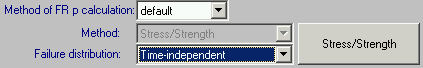 Method of FR p calculation: default
Method: Stress/Strength
Stress/Strength
Failure distribution: Time-independent